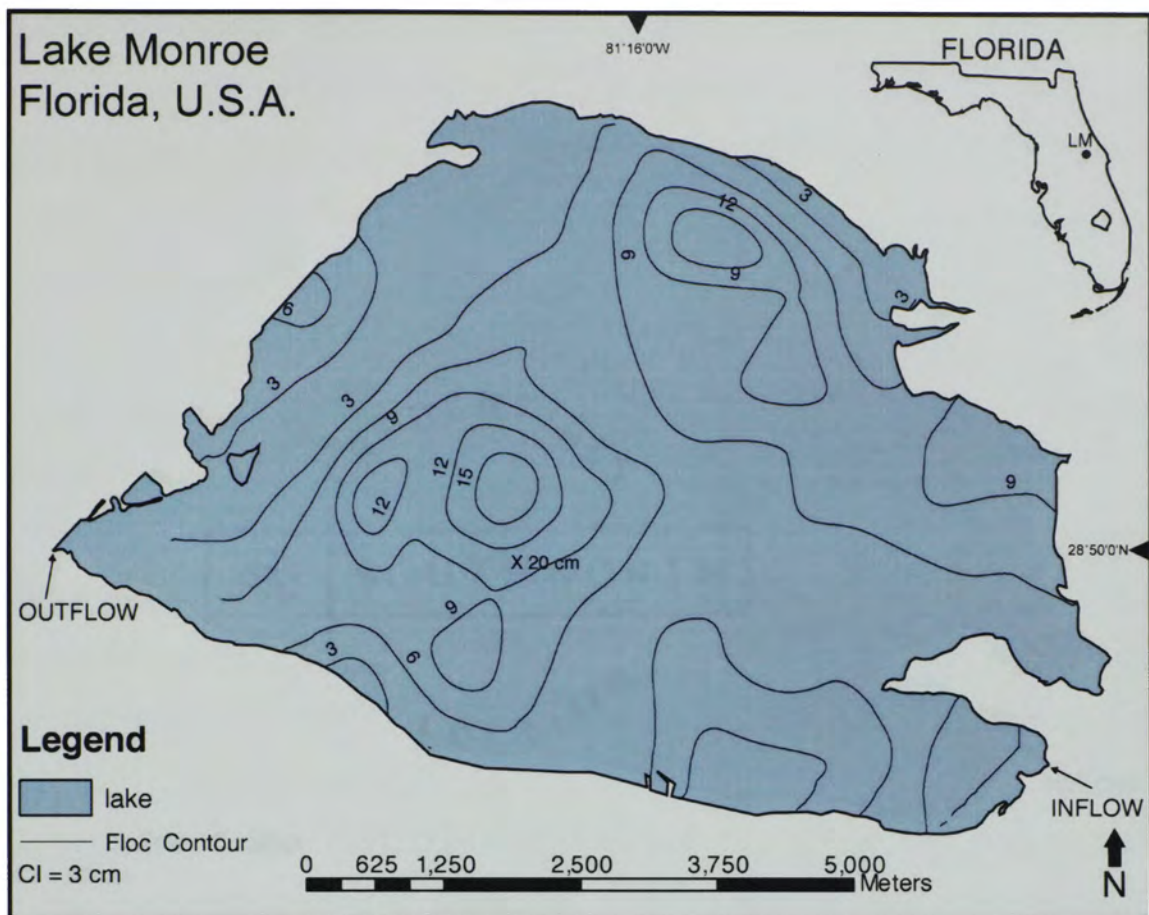 Lake Monroe
Florida, U.S.A.
81°16'0"W
FLORIDA
LM
3
12
9
9
3
6
3
3
9
12
15
12
9
X 20 cm
28°50'0"N
OUTFLOW
9
3
Legend
lake
Floc Contour
CI = 3 cm
INFLOW
N
0 625 1,250 2,500 3,750 5,000
Meters